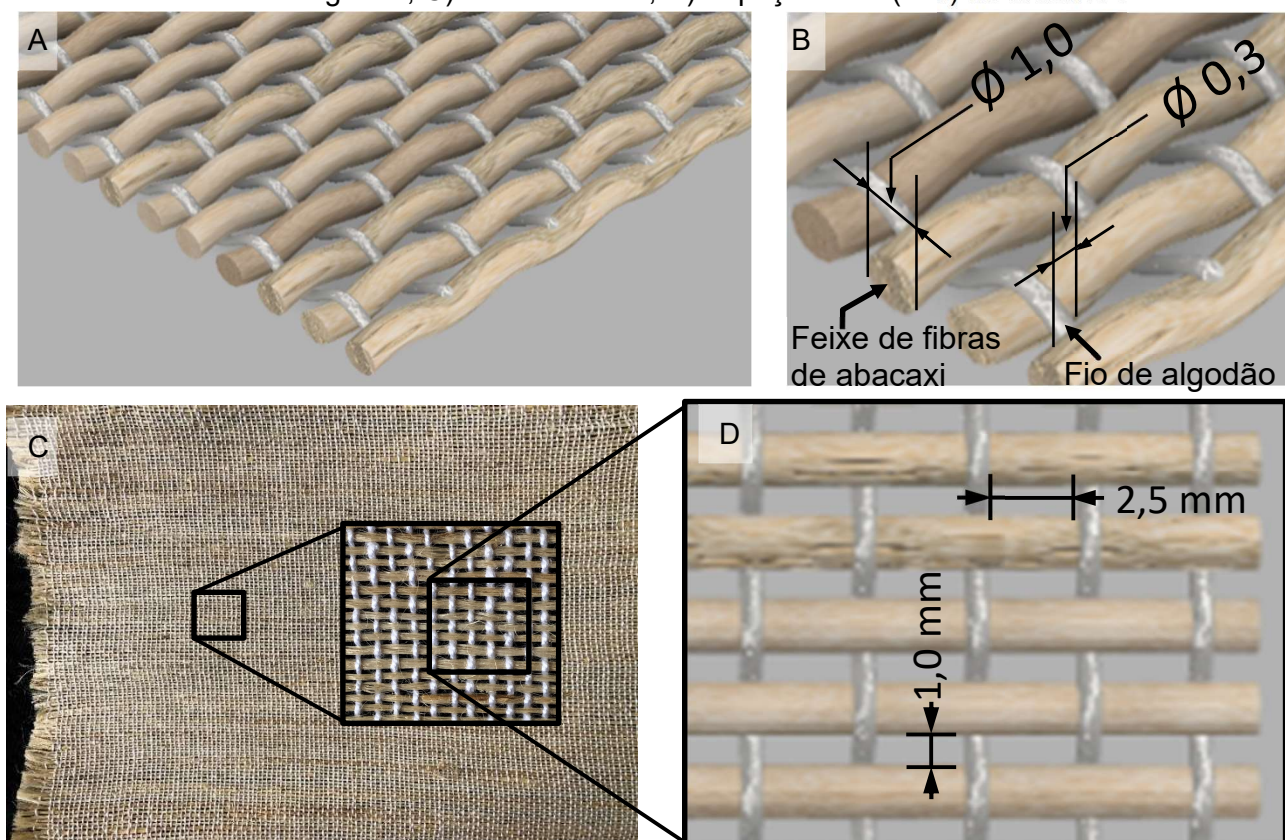 A
B
ϕ 1,0
ϕ 0,3
Feixe de fibras
de abacaxi
Fio de algodão
C
D
2,5 mm
1,0 mm